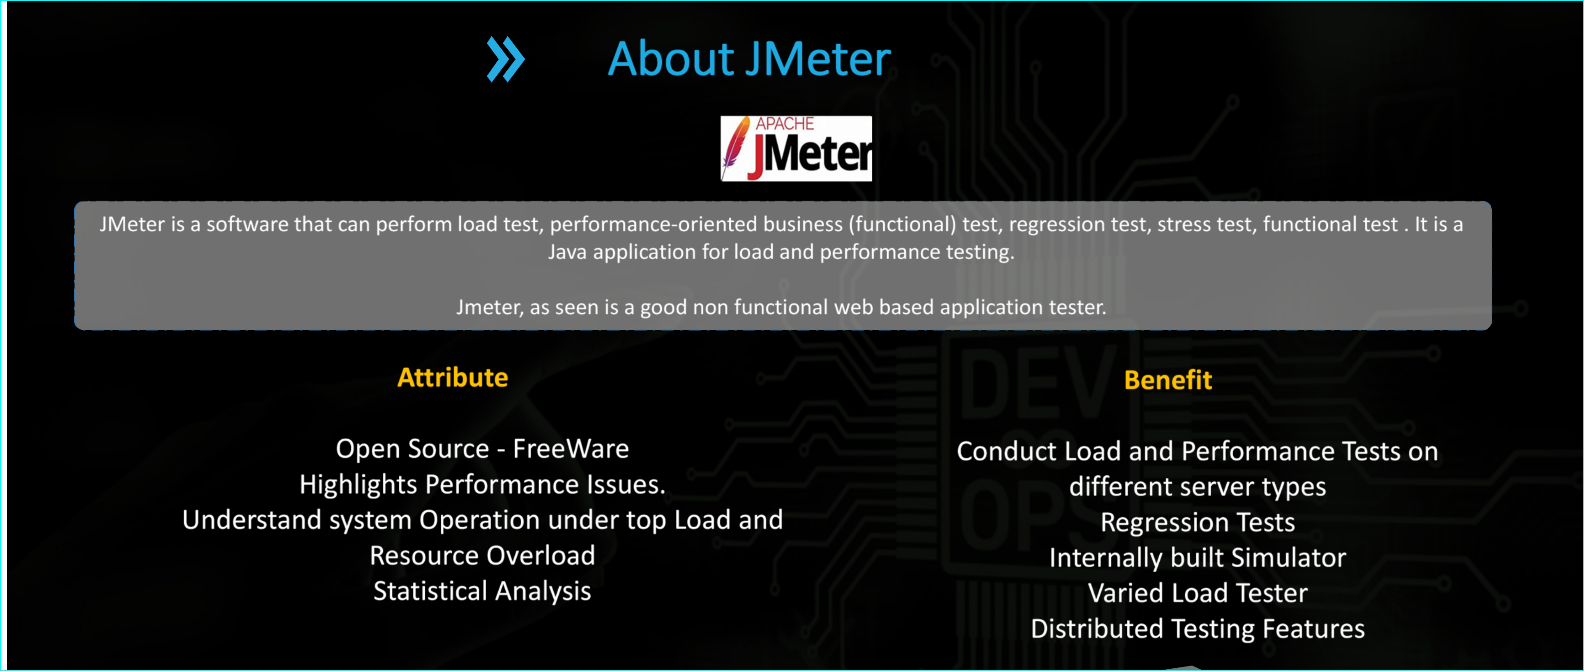 About JMeter
APACHE
JMeter
JMeter is a software that can perform load test, performance-oriented business (functional) test, regression test, stress test, functional test . It is a
Java application for load and performance testing.
Jmeter, as seen is a good non functional web based application tester.
Attribute
Open Source - FreeWare
Highlights Performance Issues.
Understand system Operation under top Load and
Resource Overload
Statistical Analysis
Benefit
Conduct Load and Performance Tests on
different server types
Regression Tests
Internally built Simulator
Varied Load Tester
Distributed Testing Features
DEV
OPS